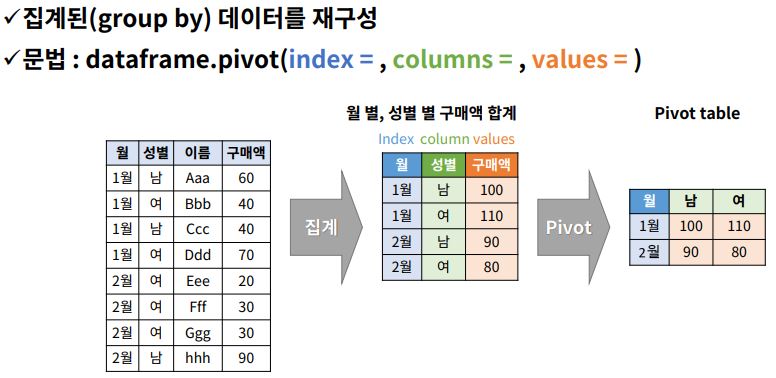 ✓집계된(group by) 데이터를 재구성
✓문법 : dataframe.pivot(index = , columns = , values = )
월 별, 성별 별 구매액 합계
Pivot table
Index column values
월 성별 이름 구매액
1월 남 Aaa 60
1월 여 Bbb 40
1월 남 Ccc 40
1월 여 Ddd 70
2월 여 Eee 20
2월 여 Fff 30
2월 여 Ggg 30
2월 남 hhh 90
집계
월 성별 구매액
1월 남 100
1월 여 110
2월 남 90
2월 여 80
Pivot
월 남 여
1월 100 110
2월 90 80